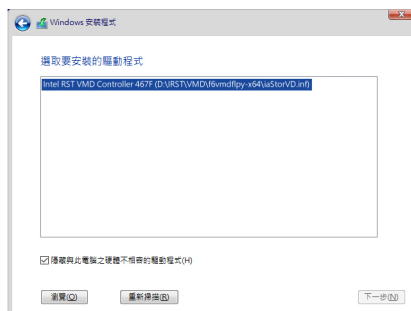 Windows 安裝程式
選取要安裝的驅動程式
Intel RST VMD Controller 467F (D:\IRST\VMD\f6vmdflpy-x64\iaStorVD.inf)
隱藏與此電腦之硬體不相容的驅動程式(H)
瀏覽(O) 重新掃描(R) 下一步(N)